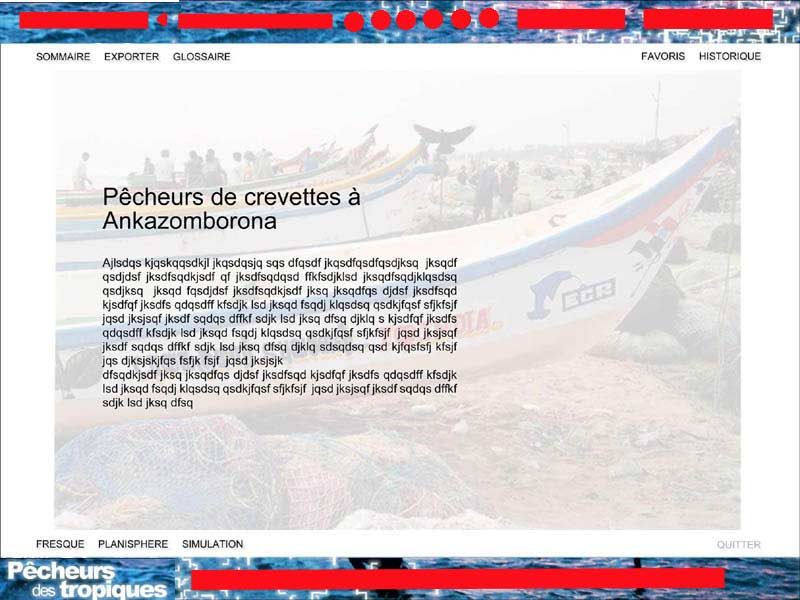 SOMMAIRE EXPORTER GLOSSAIRE FAVORIS HISTORIQUE
Pêcheurs de crevettes à
Ankazomborona
Ajlsdqs kjqskqqsdkjl jkqsdqsjq sqs dfqsdf jkqsdfqsdfqsdjksq jksqdf
qsdjdsf jksdfsqdkjsdf qf jksdfsqdqsd ffkfsdjklsd jksqdfsqdjklqsdsq
qsdjksq jksqd fqsdjdsf jksdfsqdkjsdf jksq jksqdfqs djdsf jksdfsqd
kjsdfqf jksdfs qdqsdff kfsdjk lsd jksqd fsqdj klqsdsq qsdkjfqsf sfjkfsjf
jqsd jksjsqf jksdf sqdqs dffkf sdjk lsd jksq dfsq djklq s kjsdfqf jksdfs
qdqsdff kfsdjk lsd jksqd fsqdj klqsdsq qsdkjfqsf sfjkfsjf jqsd jksjsqf
jksdf sqdqs dffkf sdjk lsd jksq dfsq djklq sdsqdsq qsd kjfqsfsfj kfsjf
jqs djksjskjfqs fsfjk fsjf jqsd jksjsjk
dfsqdkjsdf jksq jksqdfqs djdsf jksdfsqd kjsdfqf jksdfs qdqsdff kfsdjk
lsd jksqd fsqdj klqsdsq qsdkjfqsf sfjkfsjf jqsd jksjsqf jksdf sqdqs dffkf
sdjk lsd jksq dfsq
ECR
FRESQUE PLANISPHERE SIMULATION QUITTER
Pêcheurs
des tropiques